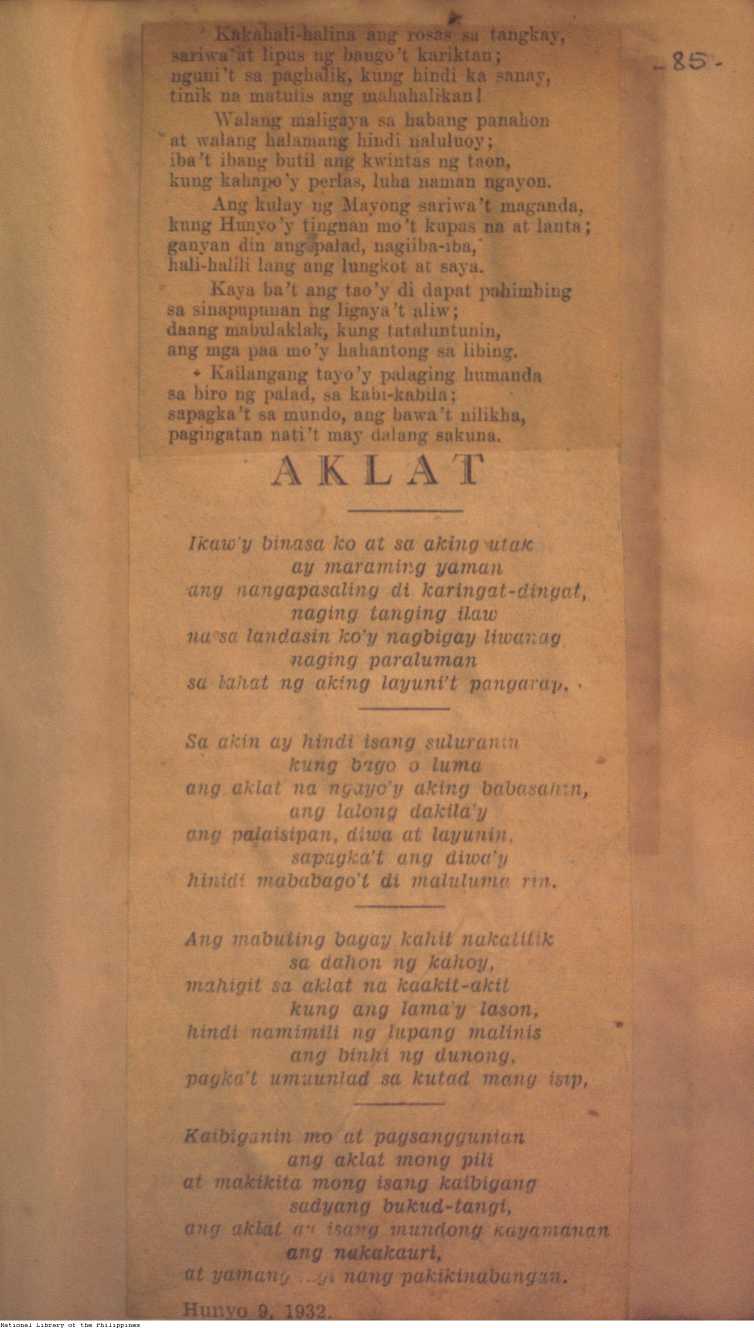 -85-
Kakahali-halina ang rosas sa tangkay,
sariwa at lipus ng bango't kariktan;
nguni't sa paghalik, kung hindi ka sanay,
tinik na matulis ang mahahalikan!
Walang maligaya sa habang panahon
at walang halamang hindi naluluoy;
iba't ibang butil ang kwintas ng taon,
kung kahapo'y perlas, luha naman ngayon.
Ang kulay ng Mayong sariwa't maganda,
kung Hunyo'y tingnan mo't kupas na at lanta;
ganyan din ang palad, nagiiba-iba,
hali-halili lang ang lungkot at saya.
Kaya ba't ang tao'y di dapat pahimbing
sa sinapupunan ng ligaya't aliw;
daang mabulaklak, kung tataluntunin,
ang mga paa mo'y hahantong sa libing.
Kailangang tayo'y palaging humanda
sa biro ng palad, sa kabi-kabila;
sapagka't sa mundo, ang bawa't nilikha,
pagingatan nati't may dalang sakuna.
AKLAT
Ikaw'y binasa ko at sa aking utak
ay maraming yaman
ang nangapasaling di karingat-dingat,
naging tanging ilaw
na sa landasin ko'y nagbigay liwanag
naging paraluman
sa lahat ng aking layuni't pangarap.
Sa akin ay hindi isang suliranin
kung bago o luma
ang aklat na ngayo'y aking babasahin,
ang lalong dakila'y
ang palaisipan, diwa at layunin,
sapagka't ang diwa'y
hinidi mababago't di maluluma rin.
Ang mabuting bagay kahit nakatitik
sa dahon ng kahoy,
mahigit sa aklat na kaakit-akit
kung ang lama'y lason,
hindi namimili ng lupang malinis
ang binhi ng dunong,
pagka't umuunlad sa kutad mang isip,
Kaibiganin mo at pagsanggunian
ang aklat mong pili
at makikita mong isang kaibigang
sadyang bukud-tangi,
ang aklat ay isang mundong kayamanan
ang nakakauri,
at yamang nang pakikinabangan.
Hunyo 9, 1932.
National Library of the Philippines